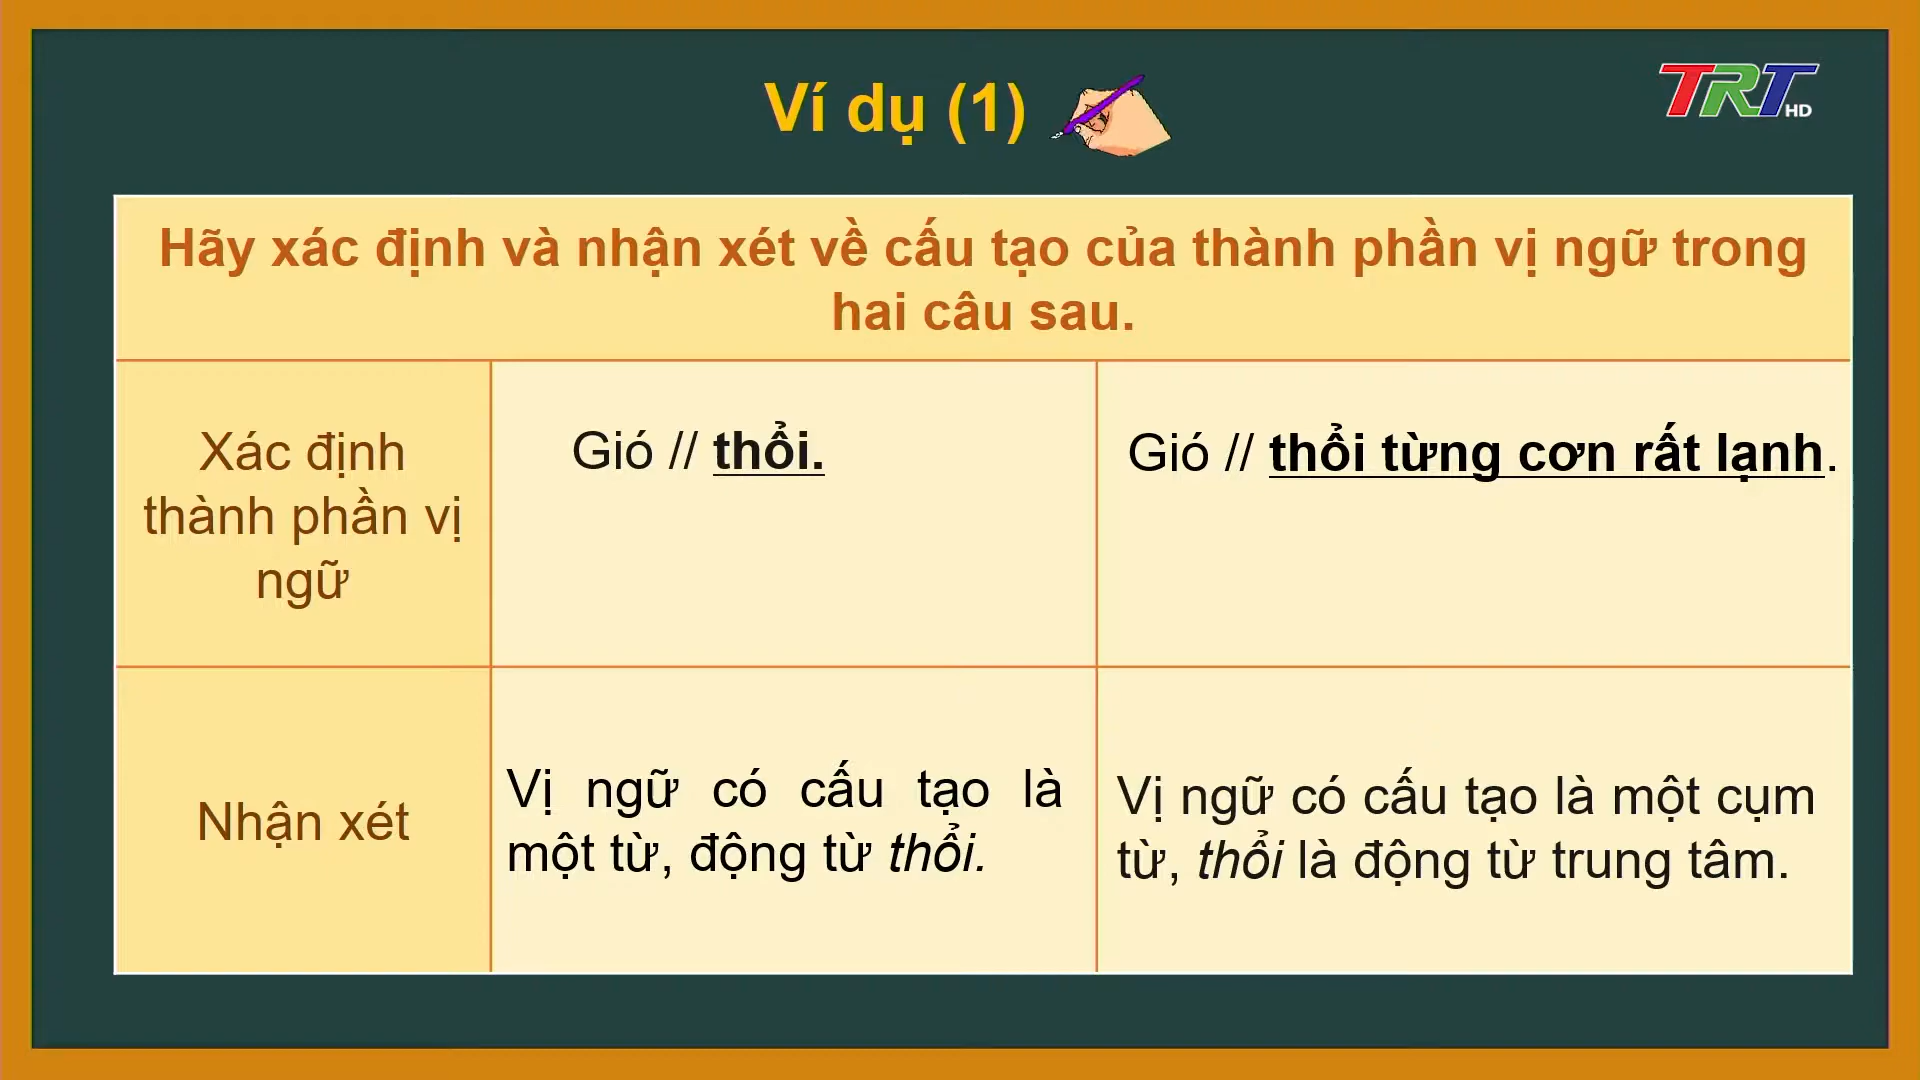 Ví dụ (1)
TRT HD
Hãy xác định và nhận xét về cấu tạo của thành phần vị ngữ trong
hai câu sau.
Xác định
thành phần vị
ngữ
Gió // thổi.
Gió // thổi từng cơn rất lạnh.
Nhận xét
Vị ngữ có cấu tạo là
một từ, động từ thổi.
Vị ngữ có cấu tạo là một cụm
từ, thổi là động từ trung tâm.